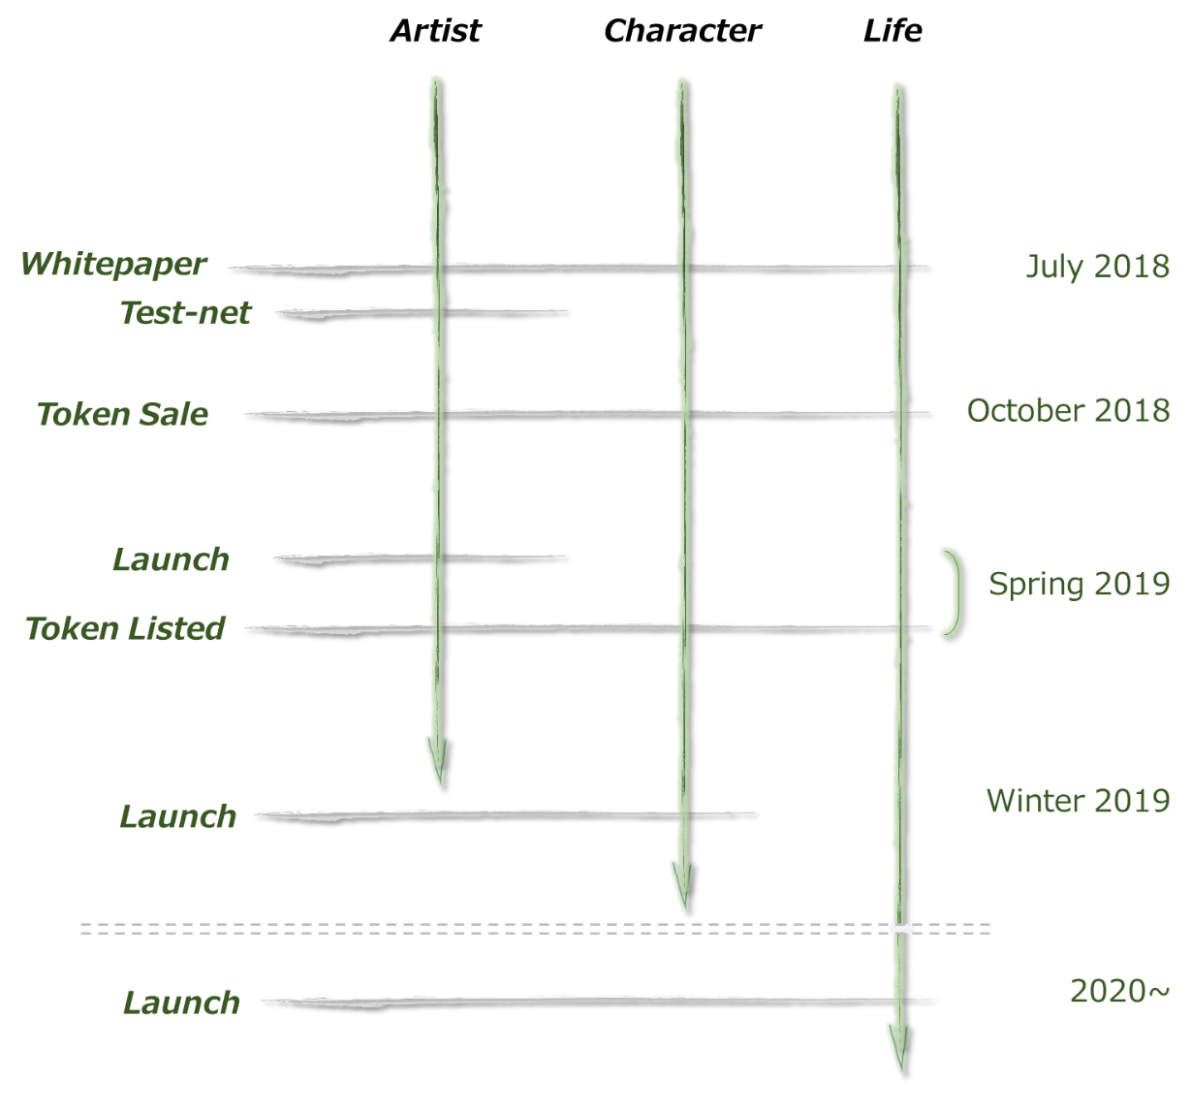 Artist Character Life
Whitepaper July 2018
Test-net
Token Sale October 2018
Launch
Spring 2019
Token Listed
Launch Winter 2019
Launch 2020~